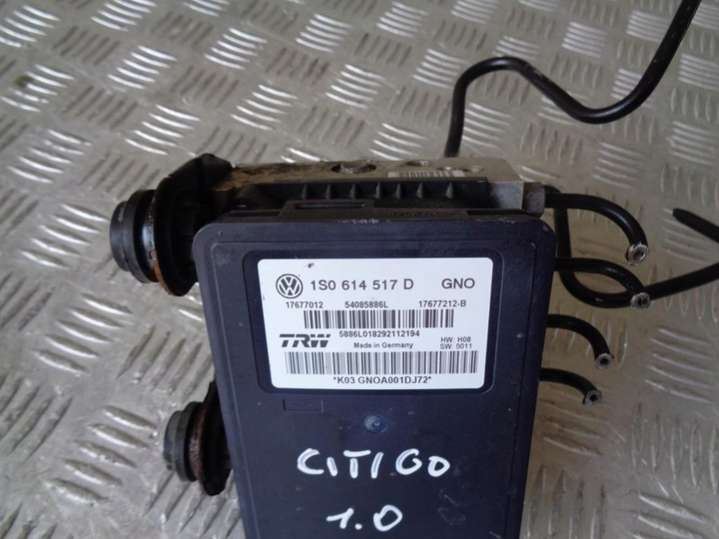 1S0 614 517 D GNO
17677012 54085886L 17677212-B
5886L018292112194
TRW Made in Germany HW: H08
SW: 5011
*K03 GNOA001DJ72*
CITIGO
1.0